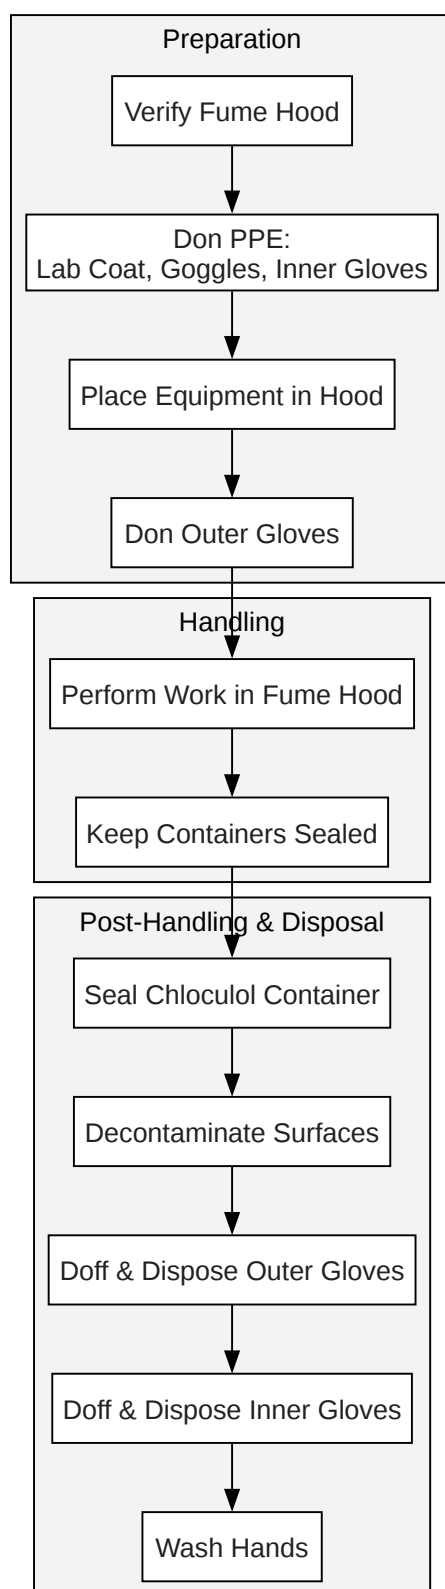 Preparation
Verify Fume Hood
Don PPE:
Lab Coat, Goggles, Inner Gloves
Place Equipment in Hood
Don Outer Gloves
Handling
Perform Work in Fume Hood
Keep Containers Sealed
Post-Handling & Disposal
Seal Chloculol Container
Decontaminate Surfaces
Doff & Dispose Outer Gloves
Doff & Dispose Inner Gloves
Wash Hands